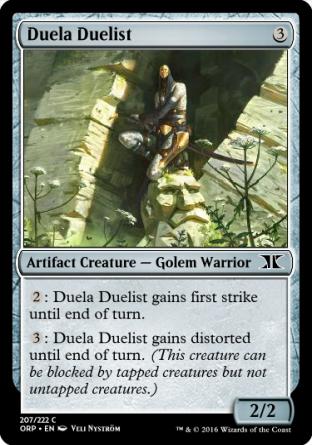 Duela Duelist 3
Artifact Creature — Golem Warrior
2 : Duela Duelist gains first strike
until end of turn.
3 : Duela Duelist gains distorted
until end of turn. (This creature can
be blocked by tapped creatures but not
untapped creatures.)
2/2
207/222 C
ORP • EN Veli Nyström
™ & © 2016 Wizards of the Coast